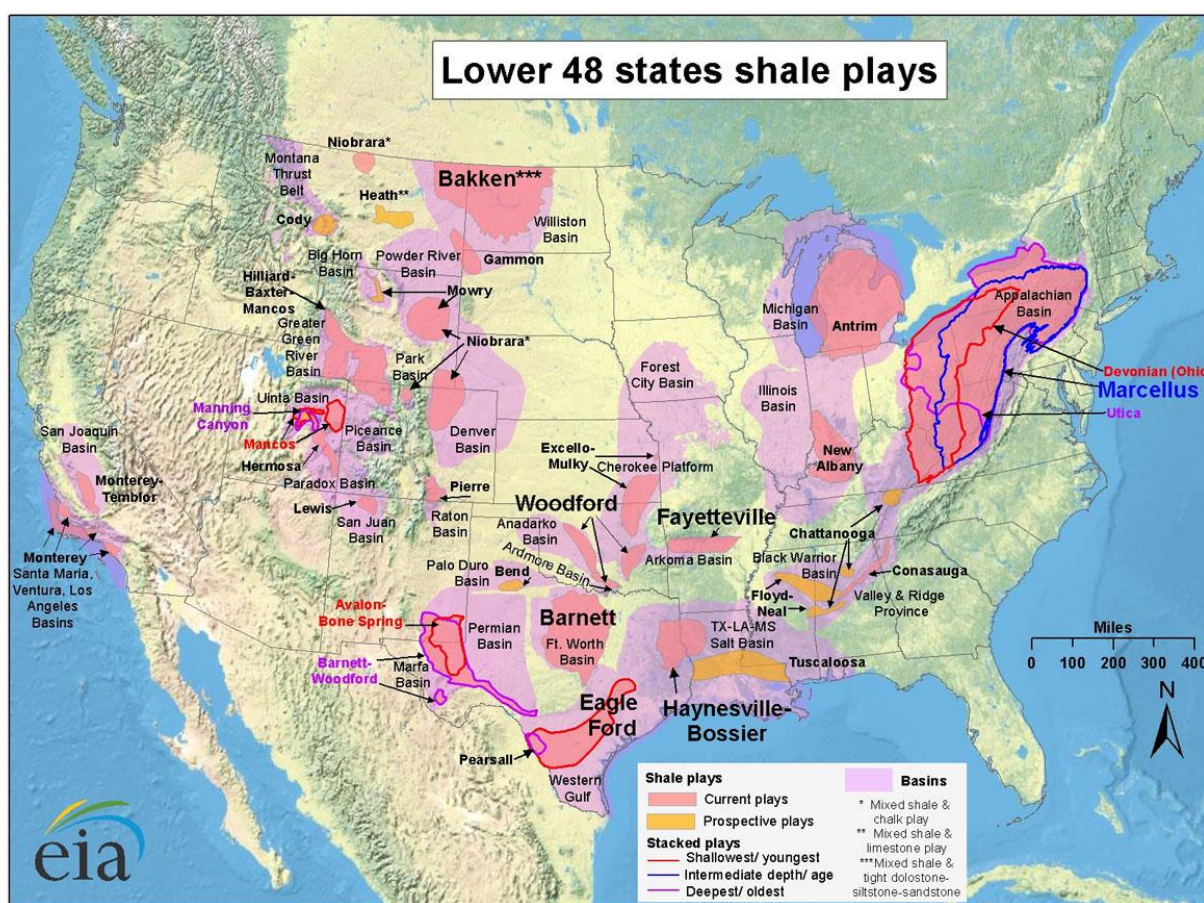 Lower 48 states shale plays
Niobrara*
Montana
Thrust
Belt
Bakken***
Heath**
Cody
Williston
Basin
Big Horn
Basin
Powder River
Basin
Gammon
Hilliard-
Baxter-
Mancos
Mowry
Greater
Green
River
Basin
Niobrara*
Park
Basin
Michigan
Basin
Antrim
Appalachian
Basin
Forest
City Basin
Illinois
Basin
Devonian (Ohio
Marcellus
Utica
Uinta Basin
Manning
Canyon
San Joaquin
Basin
Mancos
Piceance
Basin
Denver
Basin
Hermosa
Excello-
Mulky
Cherokee Platform
New
Albany
Monterey-
Temblor
Paradox Basin
Pierre
Lewis
San Juan
Basin
Raton
Basin
Woodford
Fayetteville
Anadarko
Basin
Chattanooga
Arkoma Basin
Black Warrior
Basin
Ardmore Basin
Monterey
Santa Maria,
Ventura, Los
Angeles
Basins
Palo Duro
Basin
Bend
Conasauga
Floyd-
Neal
Valley & Ridge
Province
Avalon-
Bone Spring
Permian
Basin
Barnett
Ft. Worth
Basin
TX-LA-MS
Salt Basin
Tuscaloosa
Barnett-
Woodford
Marfa
Basin
Eagle
Ford
Haynesville-
Bossier
Pearsall
Western
Gulf
Miles
0 100 200 300 400
N
Shale plays
Current plays
Prospective plays
Stacked plays
Shallowest/ youngest
Intermediate depth/ age
Deepest/ oldest
Basins
* Mixed shale &
chalk play
** Mixed shale &
limestone play
***Mixed shale &
tight dolostone-
siltstone-sandstone
eia